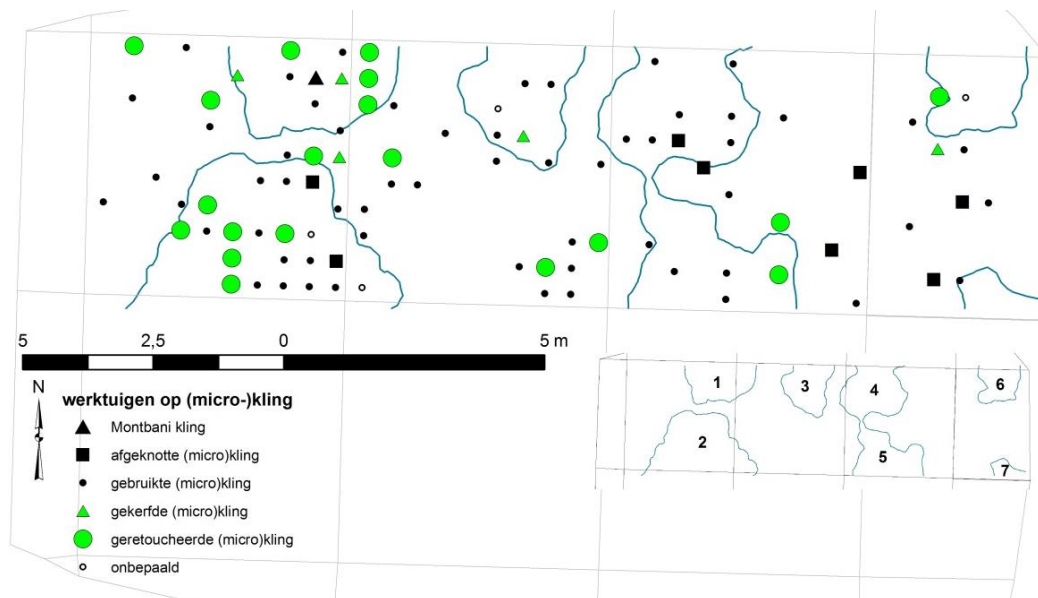 5 2,5 0 5 m
N
werktuigen op (micro-)kling
Montbani kling
afgeknotte (micro)kling
gebruikte (micro)kling
gekerfde (micro)kling
geretoucheerde (micro)kling
onbepaald
1 3 4 6
2 5 7